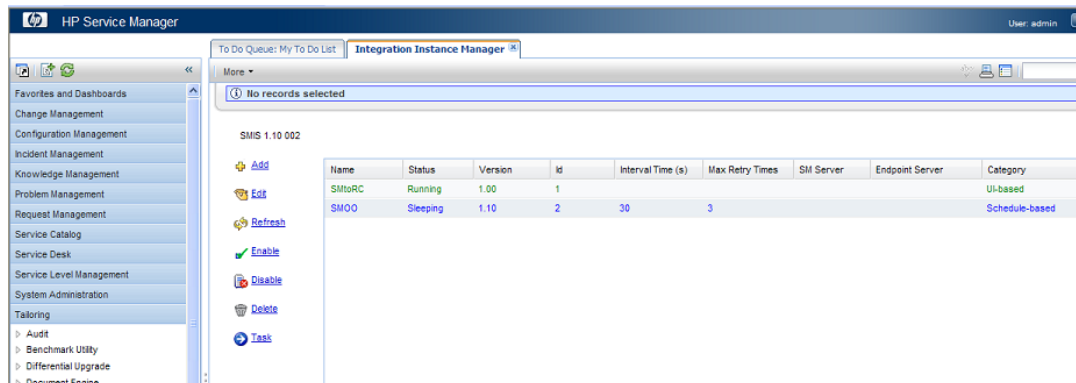 hp HP Service Manager User: admin
To Do Queue: My To Do List Integration Instance Manager
More
No records selected
Favorites and Dashboards
Change Management
Configuration Management
Incident Management
Knowledge Management
Problem Management
Request Management
Service Catalog
Service Desk
Service Level Management
System Administration
Tailoring
Audit
Benchmark Utility
Differential Upgrade
Document Engine
SMIS 1.10 002
Add
Edit
Refresh
Enable
Disable
Delete
Task
Name Status Version Id Interval Time (s) Max Retry Times SM Server Endpoint Server Category
SMtoRC Running 1.00 1 UI-based
SMOO Sleeping 1.10 2 30 3 Schedule-based